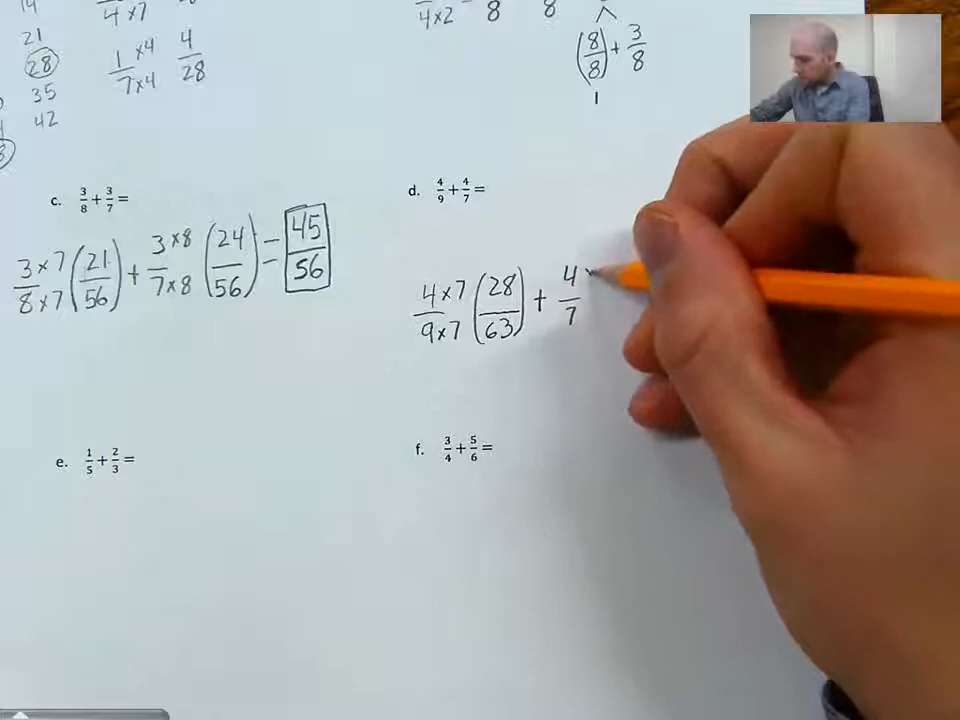 14
21
28
35
42
4×7
1×4 4
7×4 28
4×2 8 8
(8/8) + 3/8
1
c. 3/8 + 3/7 =
3×7/8×7 (21/56) + 3×8/7×8 (24/56) = 45/56
d. 4/9 + 4/7 =
4×7/9×7 (28/63) + 4/7
e. 1/5 + 2/3 =
f. 3/4 + 5/6 =